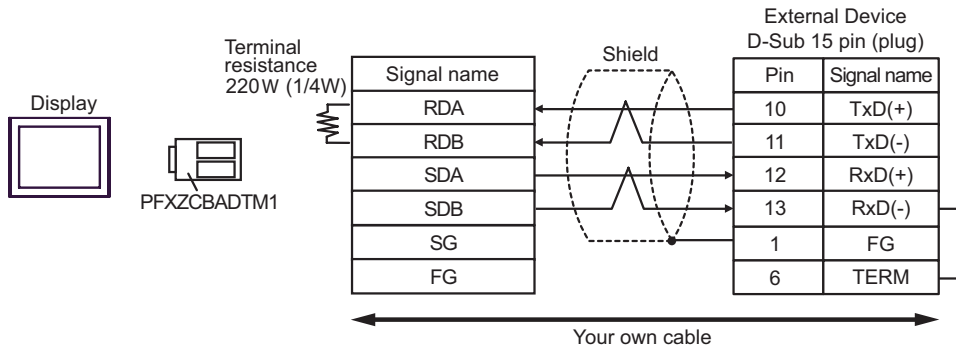 External Device
D-Sub 15 pin (plug)
Terminal
resistance
220W (1/4W)
Shield
Display
PFXZCBADTM1
Signal name
Pin Signal name
RDA 10 TxD(+)
RDB 11 TxD(-)
SDA 12 RxD(+)
SDB 13 RxD(-)
SG 1 FG
FG 6 TERM
Your own cable